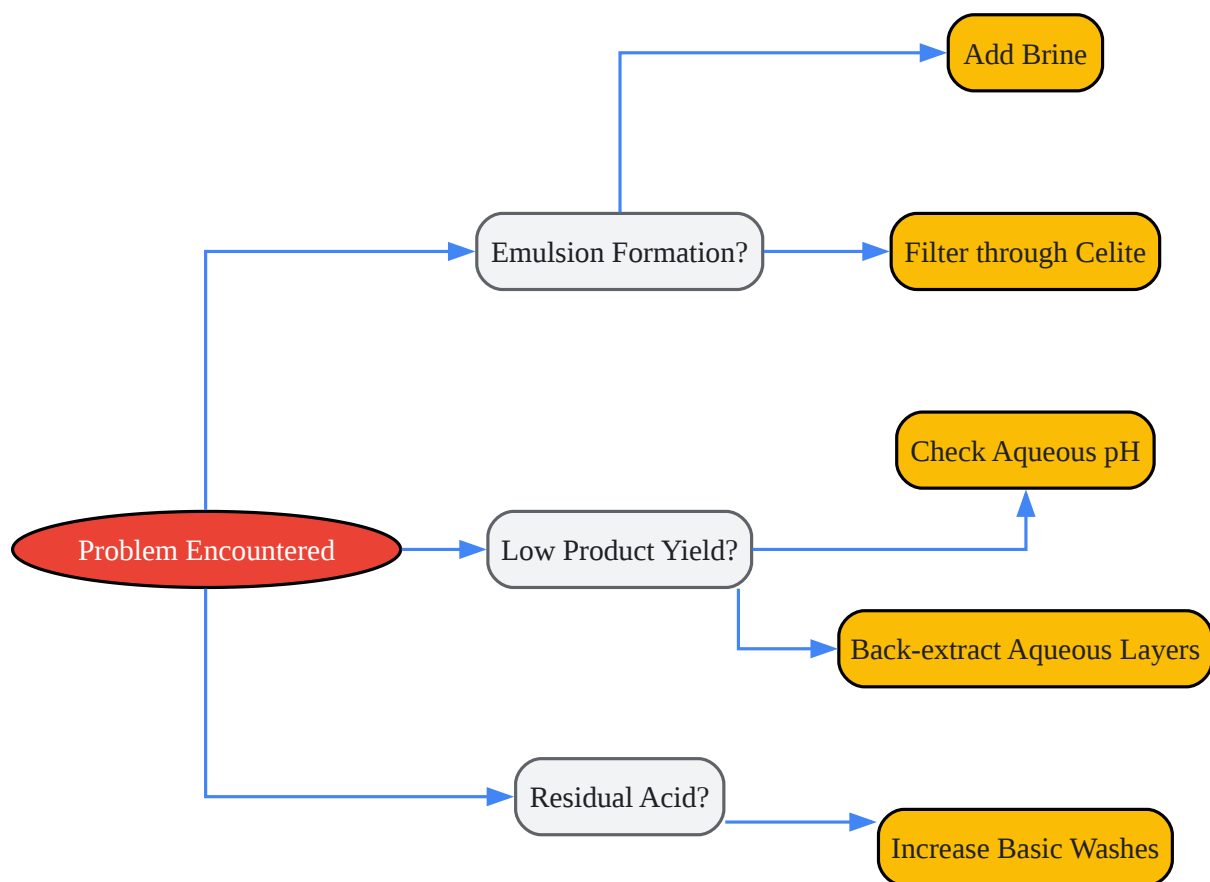 Add Brine
Emulsion Formation?
Filter through Celite
Check Aqueous pH
Problem Encountered
Low Product Yield?
Back-extract Aqueous Layers
Residual Acid?
Increase Basic Washes